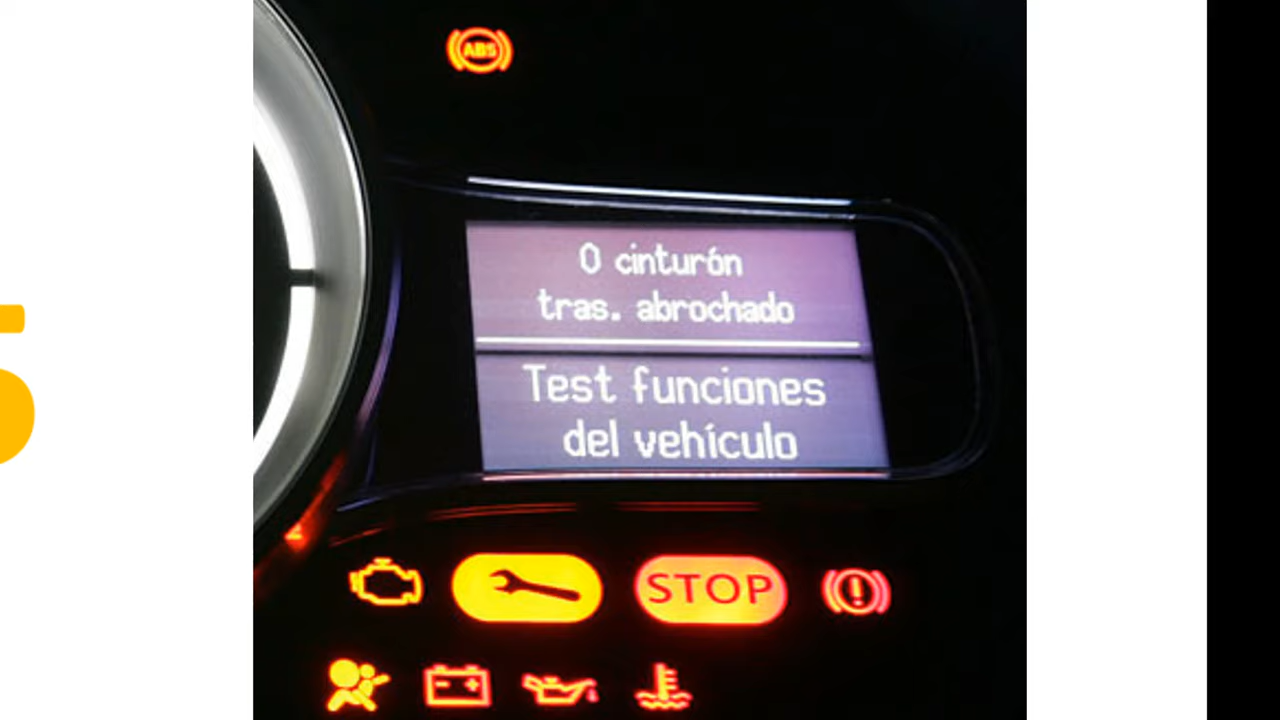 ABS
0 cinturón
tras. abrochado
Test funciones
del vehículo
STOP